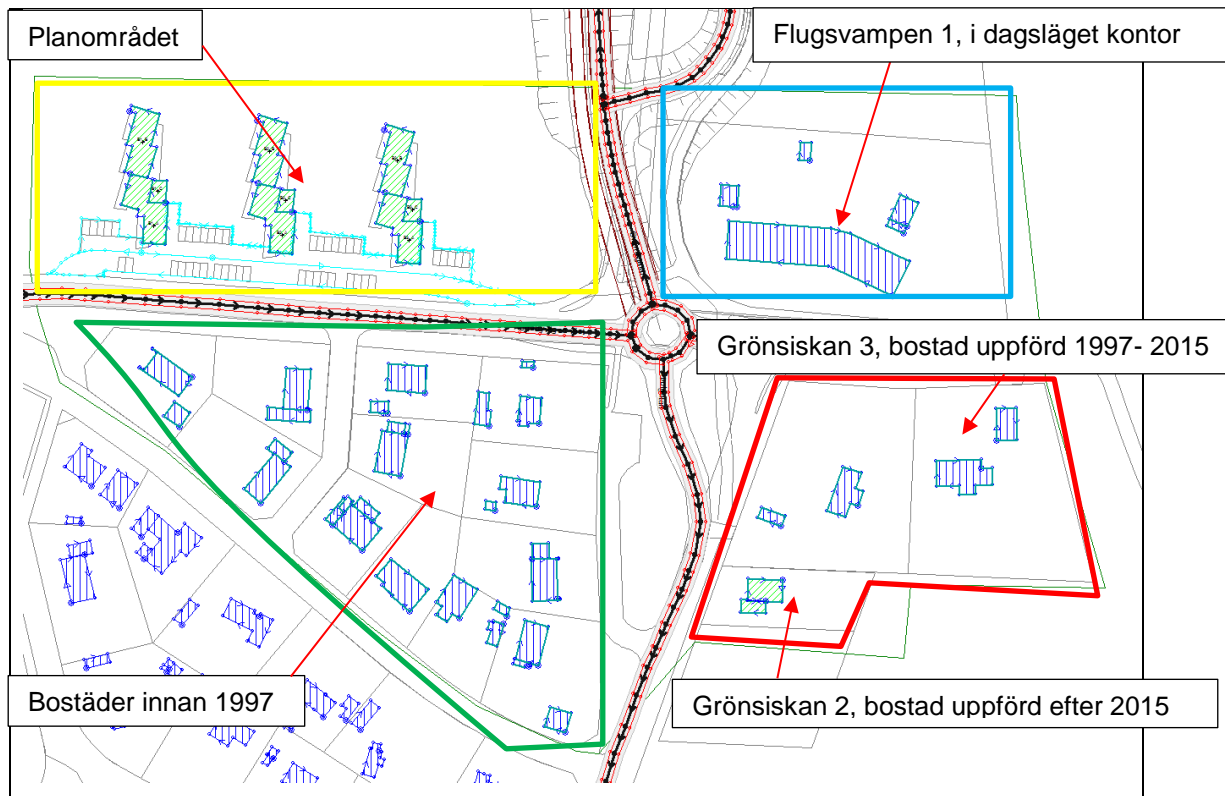 Planområdet
Flugsvampen 1, i dagsläget kontor
Grönsiskan 3, bostad uppförd 1997- 2015
Bostäder innan 1997
Grönsiskan 2, bostad uppförd efter 2015